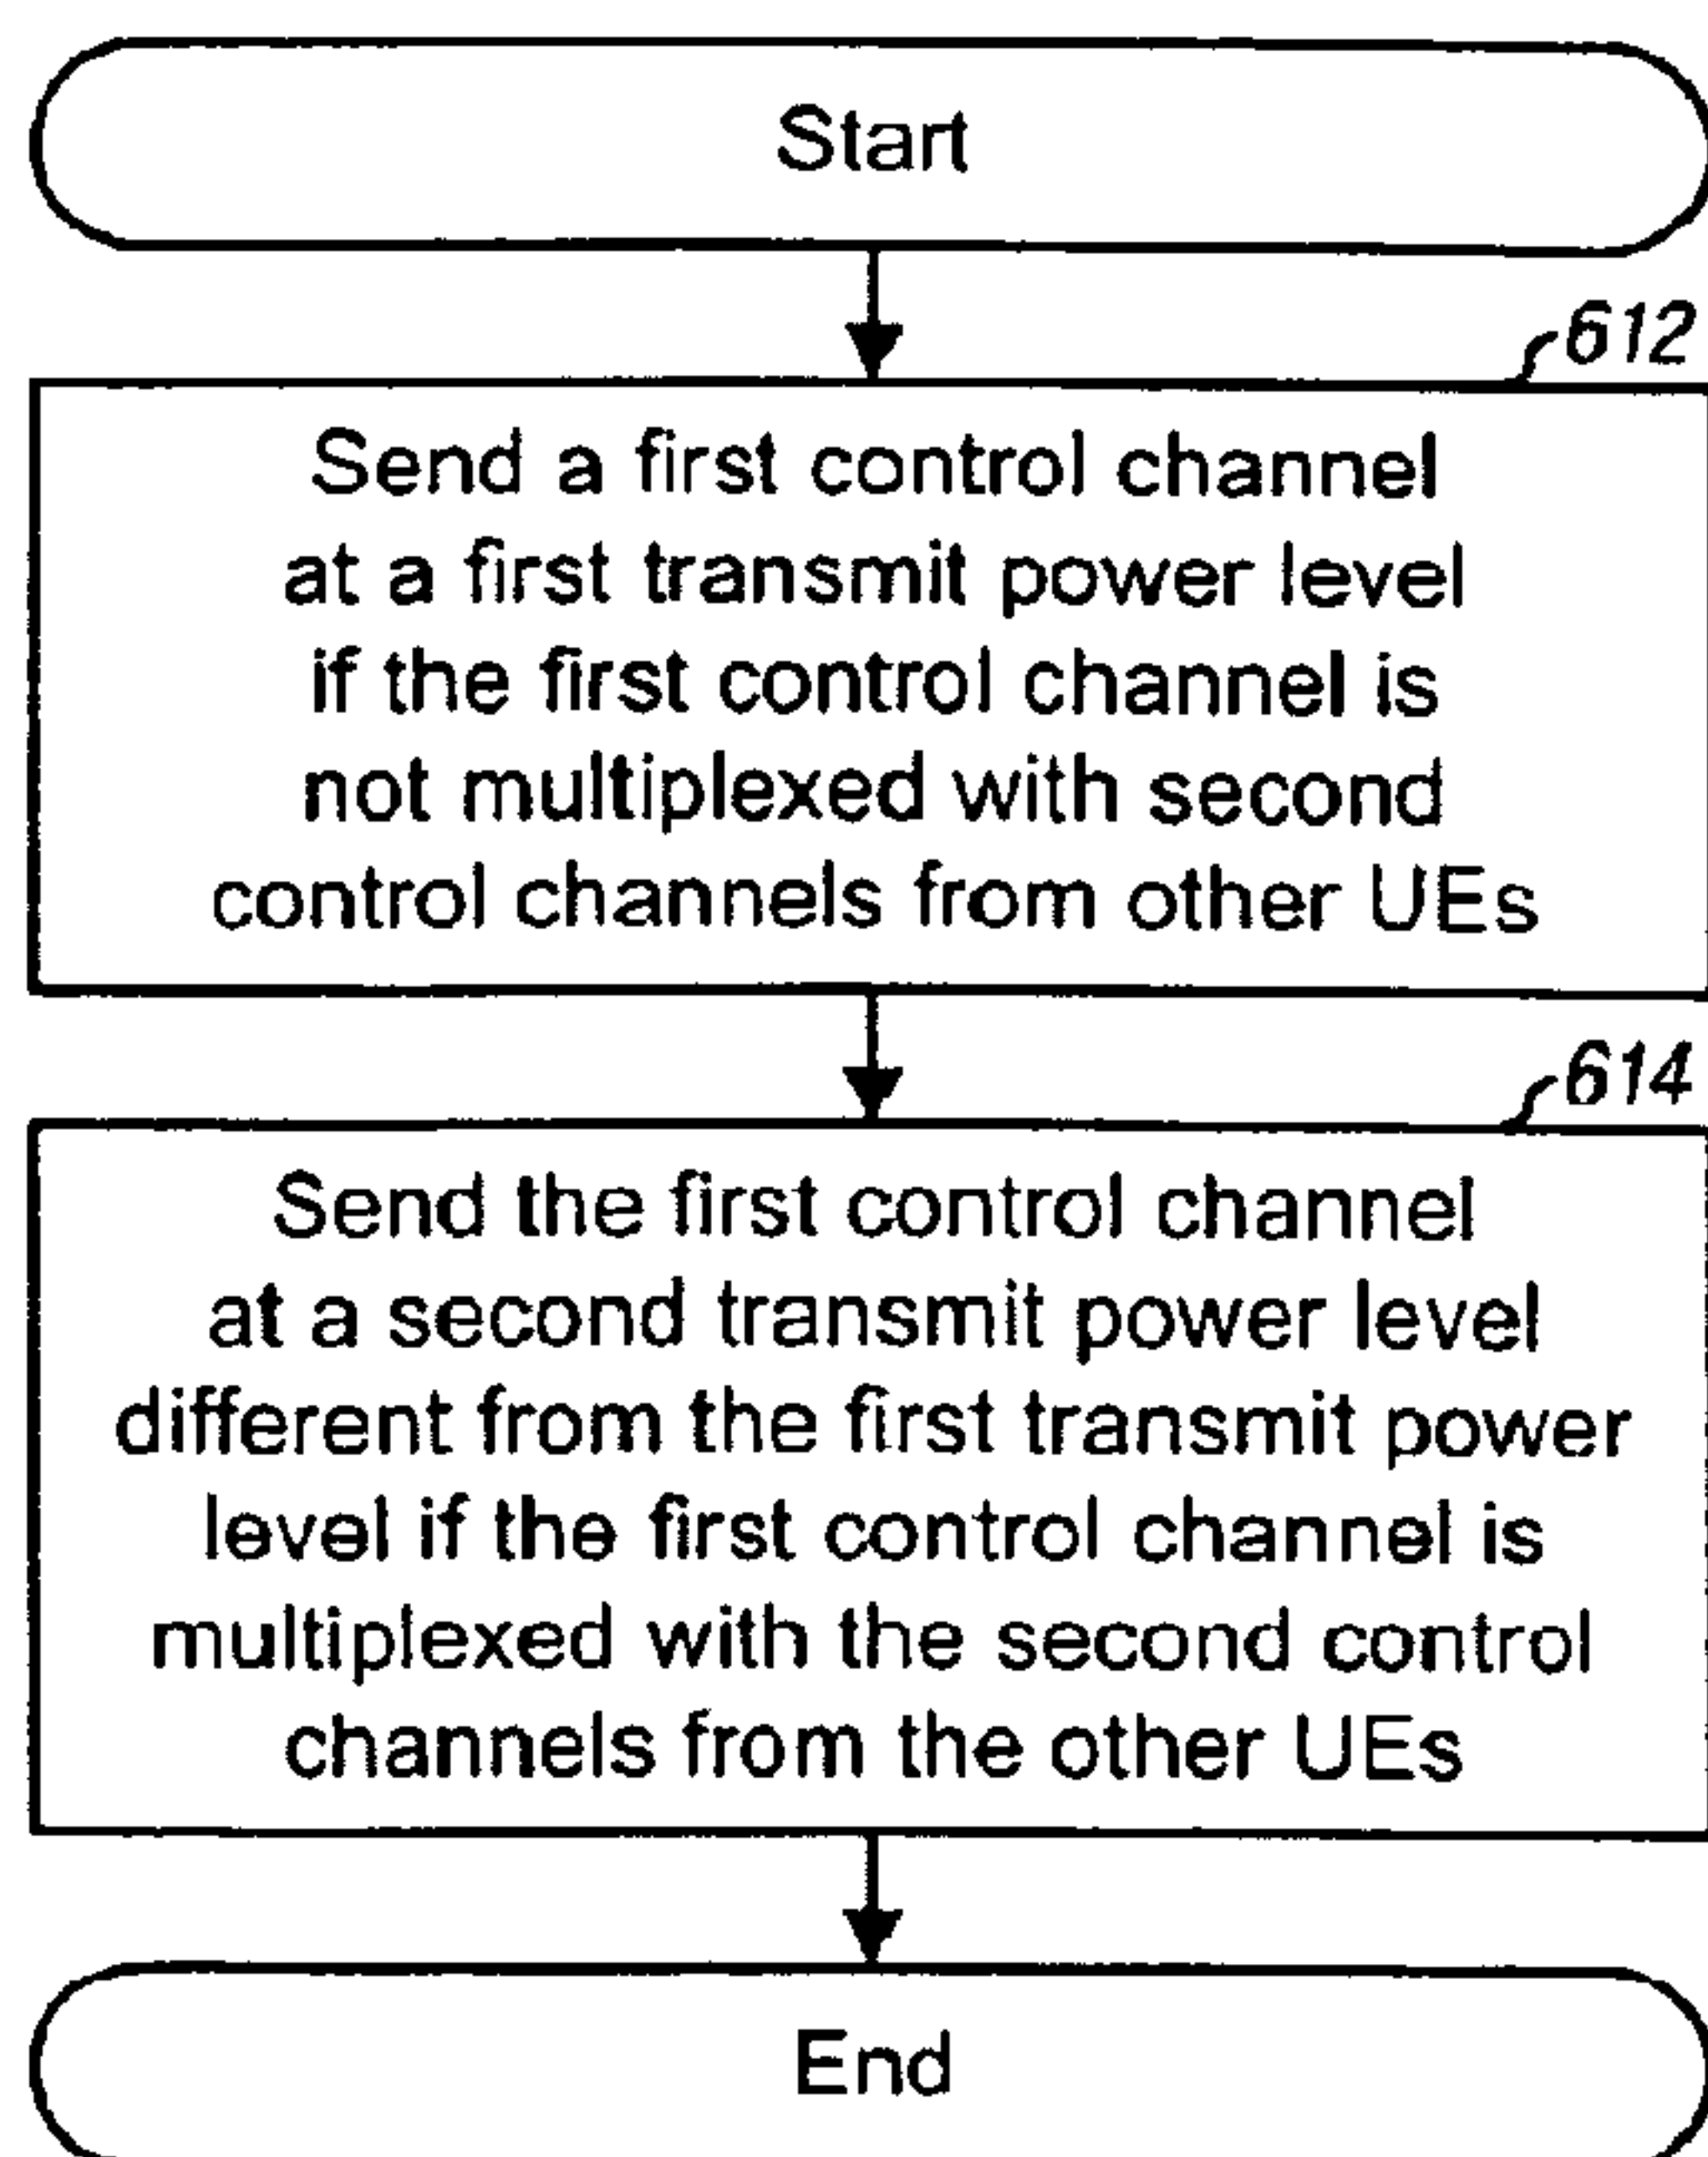 Start
612
Send a first control channel
at a first transmit power level
if the first control channel is
not multiplexed with second
control channels from other UEs
614
Send the first control channel
at a second transmit power level
different from the first transmit power
level if the first control channel is
multiplexed with the second control
channels from the other UEs
End